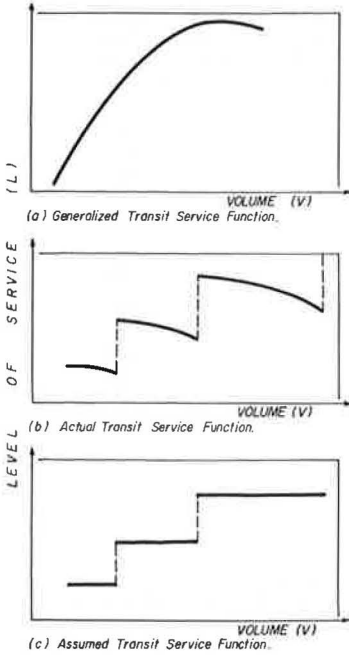 LEVEL OF SERVICE (L)
VOLUME (V)
(a) Generalized Transit Service Function.
VOLUME (V)
(b) Actual Transit Service Function.
VOLUME (V)
(c) Assumed Transit Service Function.